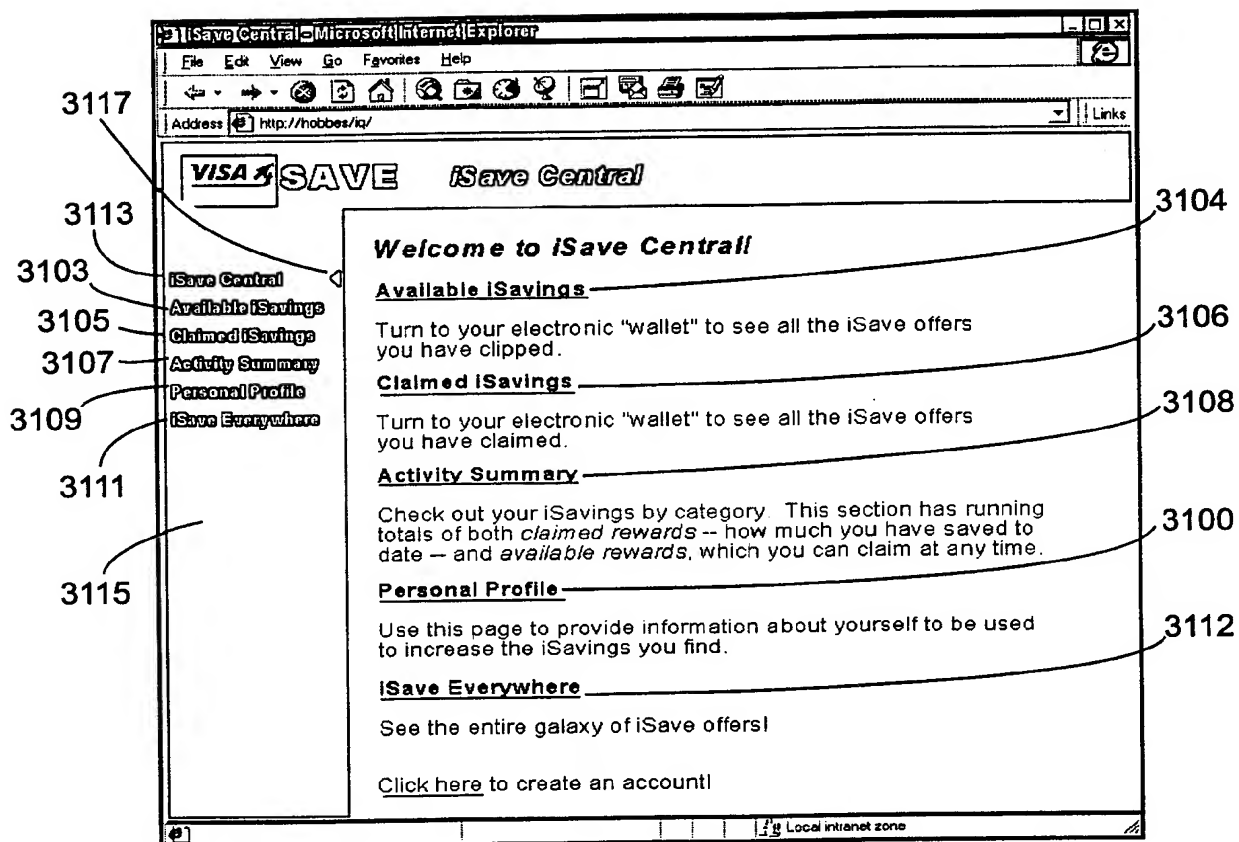 iSave Central - Microsoft Internet Explorer
File Edit View Go Favorites Help
Address http://hobbes/iq/ Links
VISA SAVE iSave Central
3117
3113
3103
3105
3107
3109
3111
3115
iSave Central
Available iSavings
Claimed iSavings
Activity Summary
Personal Profile
iSave Everywhere
Welcome to iSave Central!
Available iSavings
Turn to your electronic "wallet" to see all the iSave offers
you have clipped.
Claimed iSavings
Turn to your electronic "wallet" to see all the iSave offers
you have claimed.
Activity Summary
Check out your iSavings by category. This section has running
totals of both claimed rewards -- how much you have saved to
date -- and available rewards, which you can claim at any time.
Personal Profile
Use this page to provide information about yourself to be used
to increase the iSavings you find.
iSave Everywhere
See the entire galaxy of iSave offers!
Click here to create an account!
3104
3106
3108
3100
3112
Local intranet zone